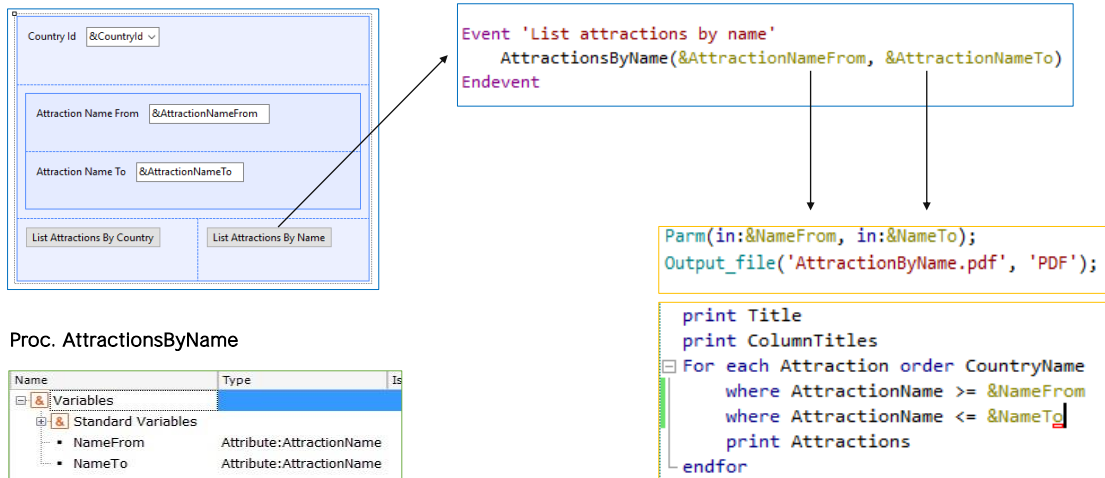 Country Id &CountryId
Attraction Name From &AttractionNameFrom
Attraction Name To &AttractionNameTo
List Attractions By Country List Attractions By Name
Event 'List attractions by name'
AttractionsByName(&AttractionNameFrom, &AttractionNameTo)
Endevent
Parm(in:&NameFrom, in:&NameTo);
Output_file('AttractionByName.pdf', 'PDF');
print Title
print ColumnTitles
For each Attraction order CountryName
where AttractionName >= &NameFrom
where AttractionName <= &NameTo
print Attractions
endfor
Proc. AttractionsByName
Name Type Is
& Variables
& Standard Variables
NameFrom Attribute:AttractionName
NameTo Attribute:AttractionName